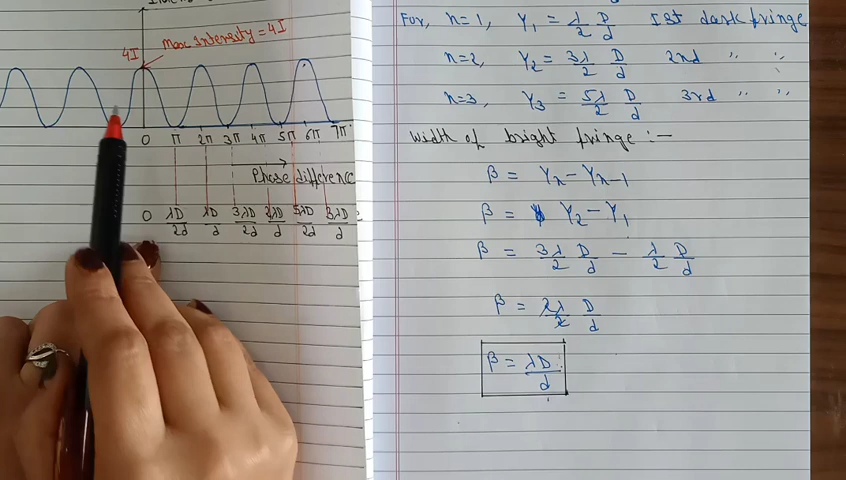 Max Intensity = 4I
4I
0 π 2π 3π 4π 5π 6π 7π
Phase difference
0 λD/2d λD/d 3λD/2d 2λD/d 5λD/2d 3λD/d
For, n=1, Y₁ = λ/2 D/d Ist dark fringe
n=2, Y₂ = 3λ/2 D/d 2nd " "
n=3, Y₃ = 5λ/2 D/d 3rd " "
Width of bright fringe :-
β = Yₙ - Yₙ₋₁
β = Y₂ - Y₁
β = 3λ/2 D/d - λ/2 D/d
β = 2λ/2 D/d
β = λD/d